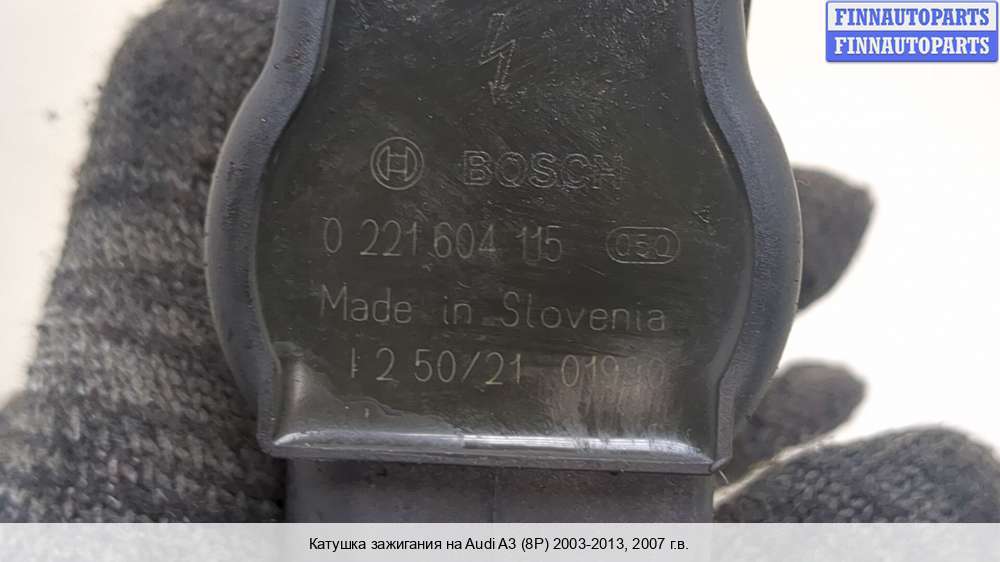 FINNAUTOPARTS
FINNAUTOPARTS
BOSCH
0 221 604 115 050
Made in Slovenia
2 50/21
Катушка зажигания на Audi A3 (8P) 2003-2013, 2007 г.в.